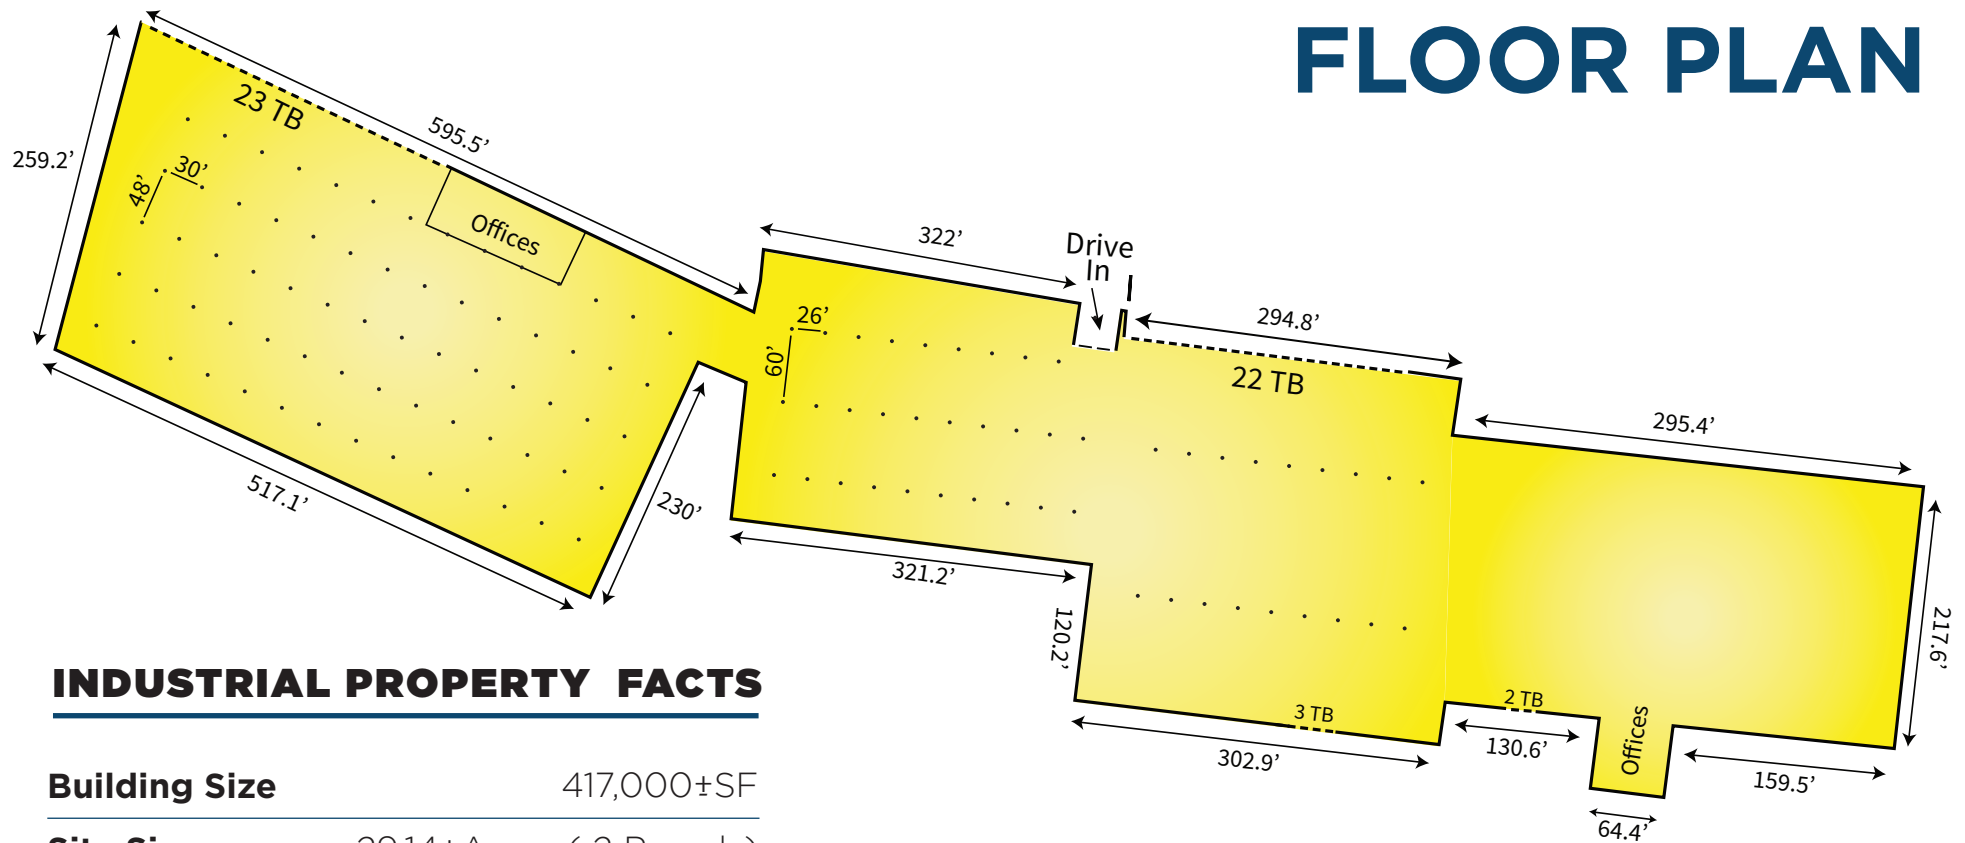 FLOOR PLAN
23 TB
595.5’
259.2’
30’
48’
Offices
517.1’
230’
322’
Drive
In
294.8’
26’
60’
22 TB
295.4’
321.2’
120.2’
217.6’
3 TB
302.9’
2 TB
130.6’
Offices
159.5’
64.4’
INDUSTRIAL PROPERTY FACTS
Building Size 417,000±SF